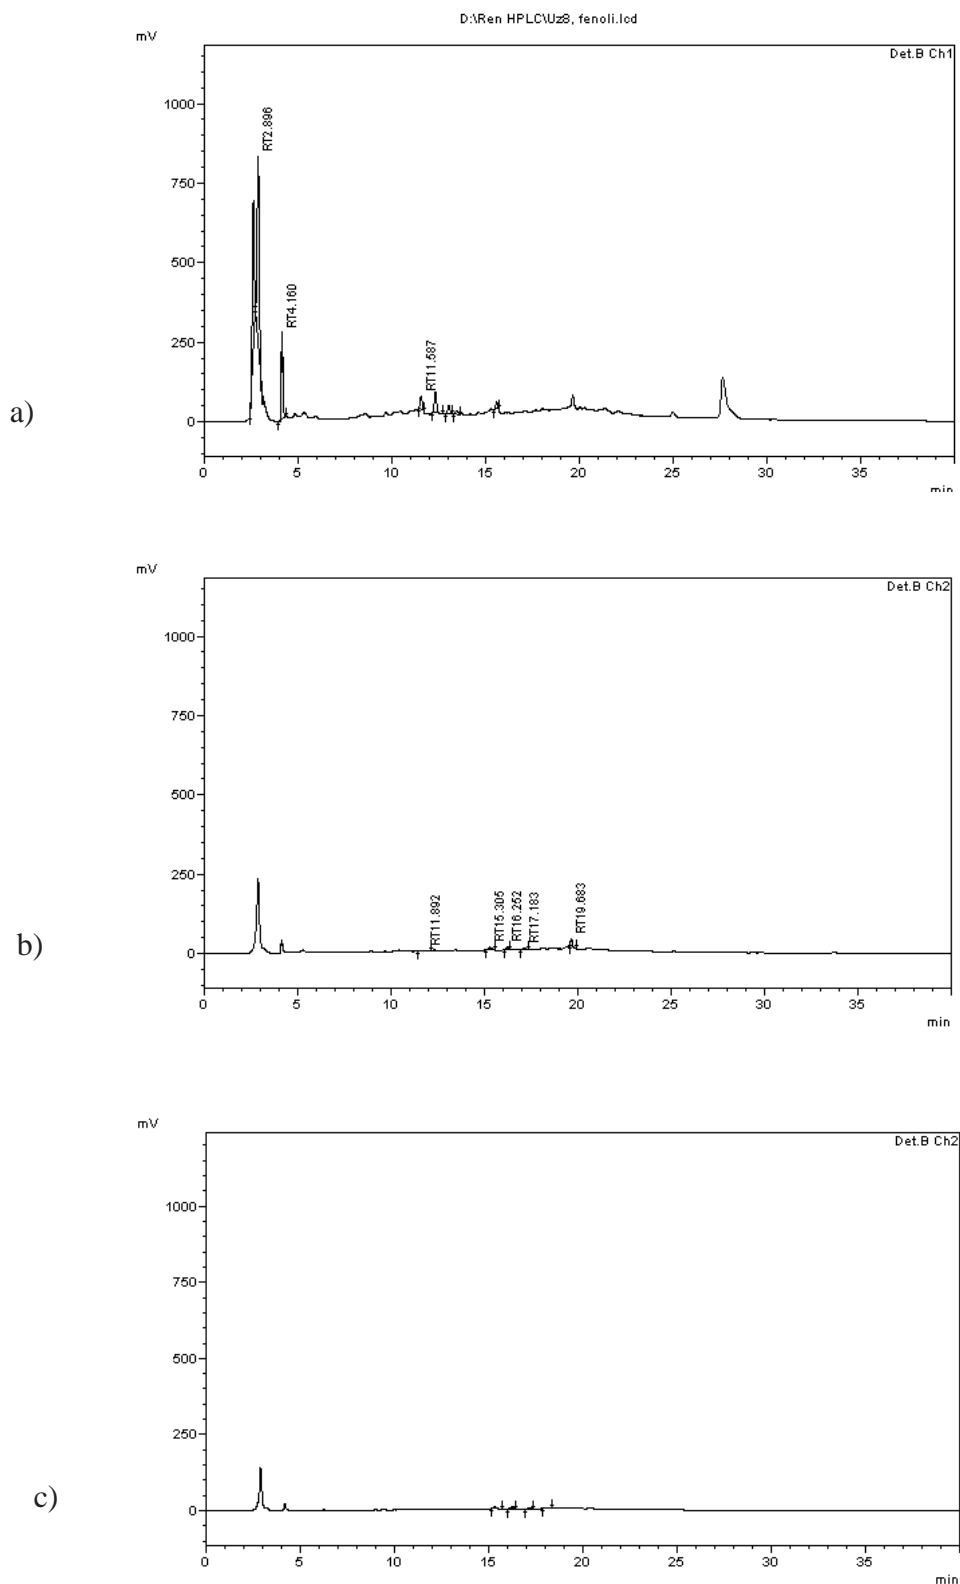 D:\Ren HPLC\Uz8, fenoli.lcd
mV
Det.B Ch1
1000
RT2.896
750
500
250
RT4.160
RT11.587
a)
0
0 5 10 15 20 25 30 35
min
mV
Det.B Ch2
1000
750
500
250
RT11.892
RT15.305
RT16.252
RT17.183
RT19.683
b)
0
0 5 10 15 20 25 30 35
min
mV
Det.B Ch2
1000
750
500
250
c)
0
0 5 10 15 20 25 30 35
min